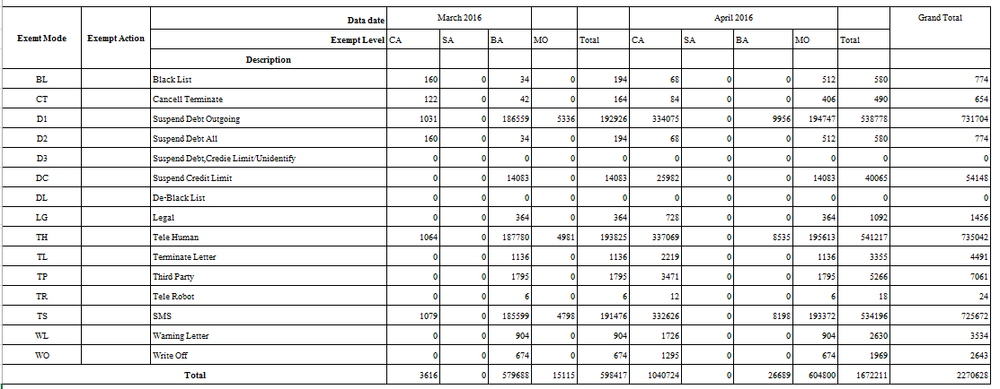 Data date March 2016 April 2016 Grand Total
Exemt Mode Exempt Action Exempt Level CA SA BA MO Total CA SA BA MO Total
Description
BL Black List 160 0 34 0 194 68 0 0 512 580 774
CT Cancell Terminate 122 0 42 0 164 84 0 0 406 490 654
D1 Suspend Debt Outgoing 1031 0 186559 5336 192926 334075 0 9956 194747 538778 731704
D2 Suspend Debt All 160 0 34 0 194 68 0 0 512 580 774
D3 Suspend Debt,Credie Limit/Unidentify 0 0 0 0 0 0 0 0 0 0 0
DC Suspend Credit Limit 0 0 14083 0 14083 25982 0 0 14083 40065 54148
DL De-Black List 0 0 0 0 0 0 0 0 0 0 0
LG Legal 0 0 364 0 364 728 0 0 364 1092 1456
TH Tele Human 1064 0 187780 4981 193825 337069 0 8535 195613 541217 735042
TL Terminate Letter 0 0 1136 0 1136 2219 0 0 1136 3355 4491
TP Third Party 0 0 1795 0 1795 3471 0 0 1795 5266 7061
TR Tele Robot 0 0 6 0 6 12 0 0 6 18 24
TS SMS 1079 0 185599 4798 191476 332626 0 8198 193372 534196 725672
WL Warning Letter 0 0 904 0 904 1726 0 0 904 2630 3534
WO Write Off 0 0 674 0 674 1295 0 0 674 1969 2643
Total 3616 0 579688 15115 598417 1040724 0 26689 604800 1672211 2270628